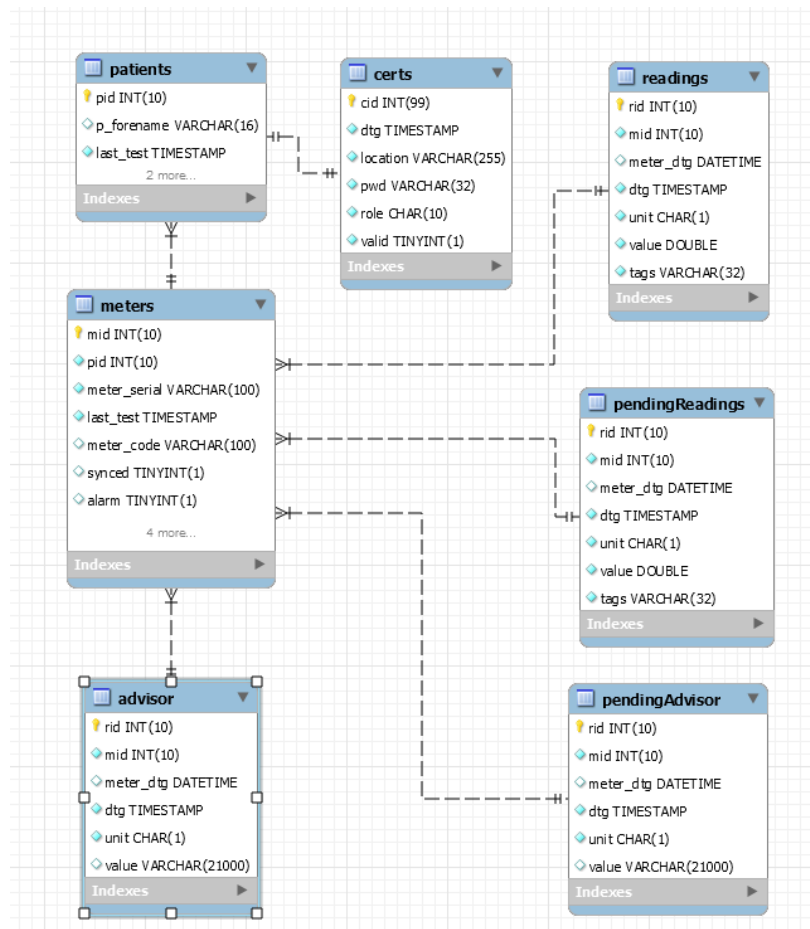 patients
pid INT(10)
p_forename VARCHAR(16)
last_test TIMESTAMP
2 more...
Indexes
certs
cid INT(99)
dtg TIMESTAMP
location VARCHAR(255)
pwd VARCHAR(32)
role CHAR(10)
valid TINYINT(1)
Indexes
readings
rid INT(10)
mid INT(10)
meter_dtg DATETIME
dtg TIMESTAMP
unit CHAR(1)
value DOUBLE
tags VARCHAR(32)
Indexes
meters
mid INT(10)
pid INT(10)
meter_serial VARCHAR(100)
last_test TIMESTAMP
meter_code VARCHAR(100)
synced TINYINT(1)
alarm TINYINT(1)
4 more...
Indexes
pendingReadings
rid INT(10)
mid INT(10)
meter_dtg DATETIME
dtg TIMESTAMP
unit CHAR(1)
value DOUBLE
tags VARCHAR(32)
Indexes
advisor
rid INT(10)
mid INT(10)
meter_dtg DATETIME
dtg TIMESTAMP
unit CHAR(1)
value VARCHAR(21000)
Indexes
pendingAdvisor
rid INT(10)
mid INT(10)
meter_dtg DATETIME
dtg TIMESTAMP
unit CHAR(1)
value VARCHAR(21000)
Indexes